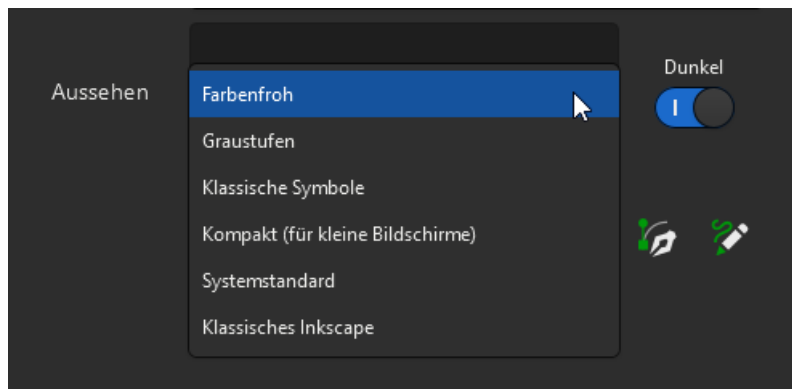 Aussehen
Farbenfroh
Graustufen
Klassische Symbole
Kompakt (für kleine Bildschirme)
Systemstandard
Klassisches Inkscape
Dunkel